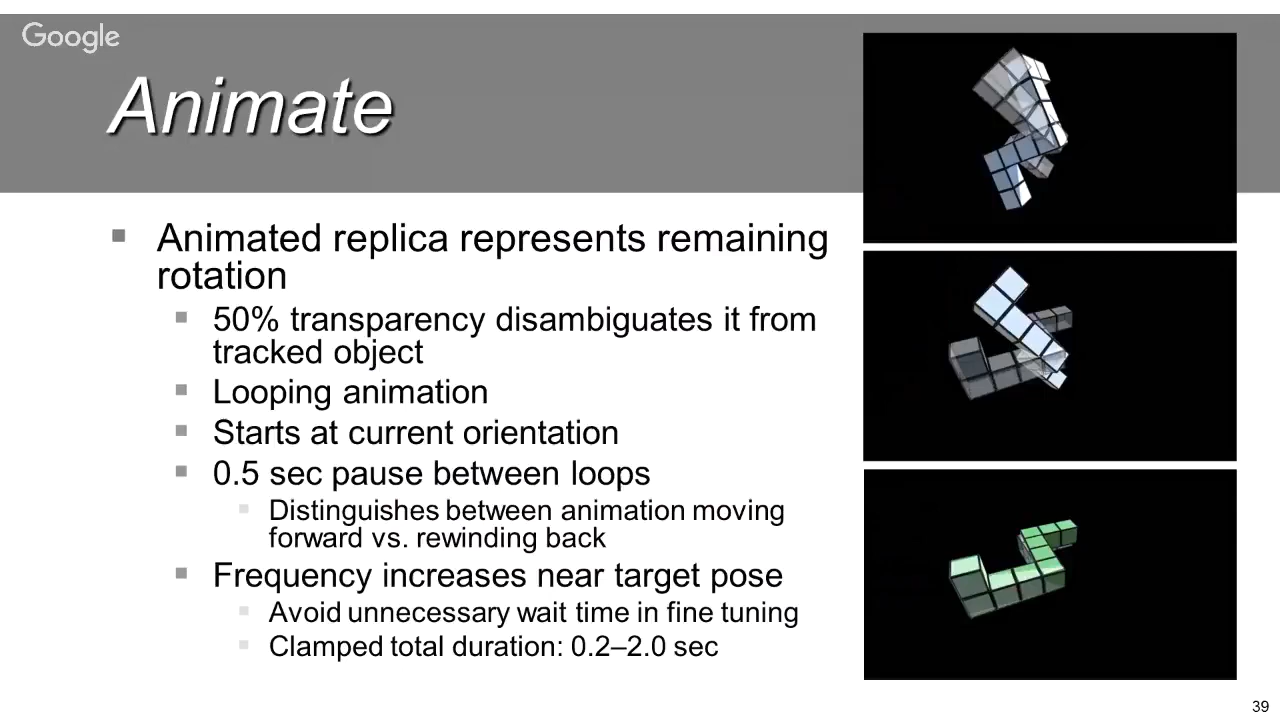 Google
Animate
Animated replica represents remaining
rotation
50% transparency disambiguates it from
tracked object
Looping animation
Starts at current orientation
0.5 sec pause between loops
Distinguishes between animation moving
forward vs. rewinding back
Frequency increases near target pose
Avoid unnecessary wait time in fine tuning
Clamped total duration: 0.2–2.0 sec
39